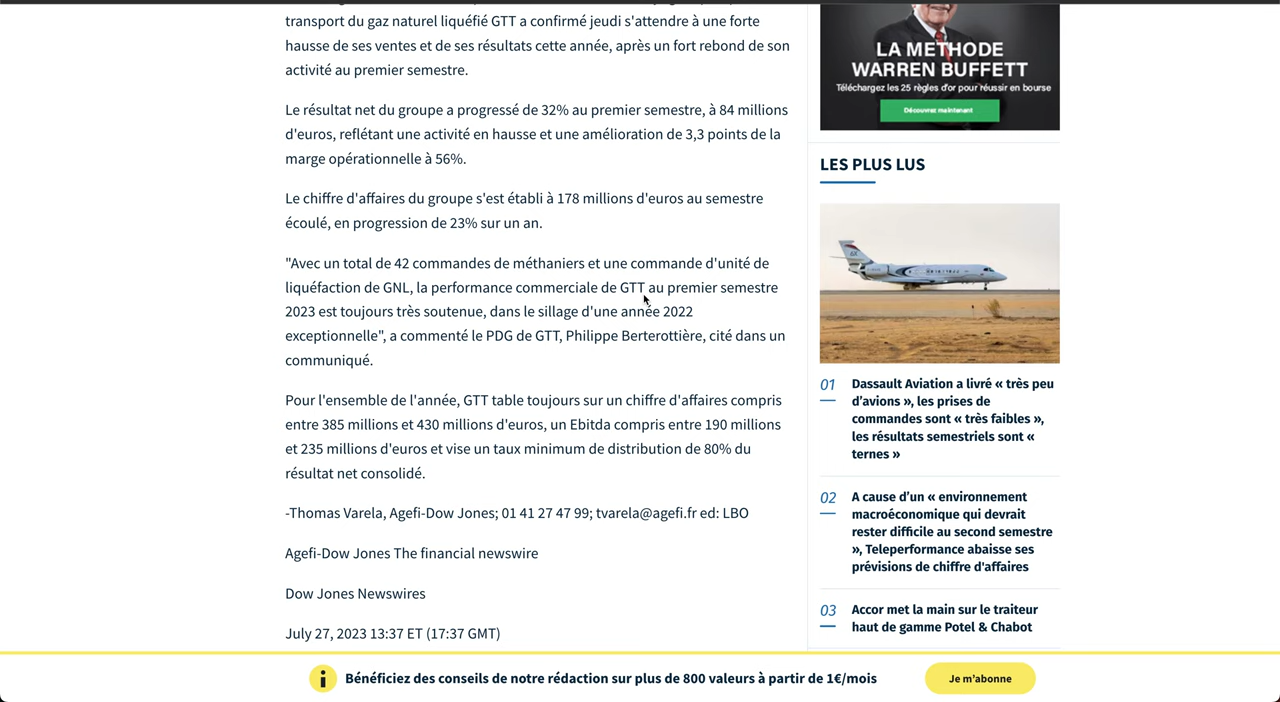 transport du gaz naturel liquéfié GTT a confirmé jeudi s'attendre à une forte
hausse de ses ventes et de ses résultats cette année, après un fort rebond de son
activité au premier semestre.
Le résultat net du groupe a progressé de 32% au premier semestre, à 84 millions
d'euros, reflétant une activité en hausse et une amélioration de 3,3 points de la
marge opérationnelle à 56%.
Le chiffre d'affaires du groupe s'est établi à 178 millions d'euros au semestre
écoulé, en progression de 23% sur un an.
"Avec un total de 42 commandes de méthaniers et une commande d'unité de
liquéfaction de GNL, la performance commerciale de GTT au premier semestre
2023 est toujours très soutenue, dans le sillage d'une année 2022
exceptionnelle", a commenté le PDG de GTT, Philippe Berterottière, cité dans un
communiqué.
Pour l'ensemble de l'année, GTT table toujours sur un chiffre d'affaires compris
entre 385 millions et 430 millions d'euros, un Ebitda compris entre 190 millions
et 235 millions d'euros et vise un taux minimum de distribution de 80% du
résultat net consolidé.
-Thomas Varela, Agefi-Dow Jones; 01 41 27 47 99; tvarela@agefi.fr ed: LBO
Agefi-Dow Jones The financial newswire
Dow Jones Newswires
July 27, 2023 13:37 ET (17:37 GMT)
LA METHODE
WARREN BUFFETT
Téléchargez les 25 règles d'or pour réussir en bourse
Découvrez maintenant
LES PLUS LUS
01
Dassault Aviation a livré « très peu
d'avions », les prises de
commandes sont « très faibles »,
les résultats semestriels sont «
ternes »
02
A cause d'un « environnement
macroéconomique qui devrait
rester difficile au second semestre
», Teleperformance abaisse ses
prévisions de chiffre d'affaires
03
Accor met la main sur le traiteur
haut de gamme Potel & Chabot
Bénéficiez des conseils de notre rédaction sur plus de 800 valeurs à partir de 1€/mois
Je m'abonne